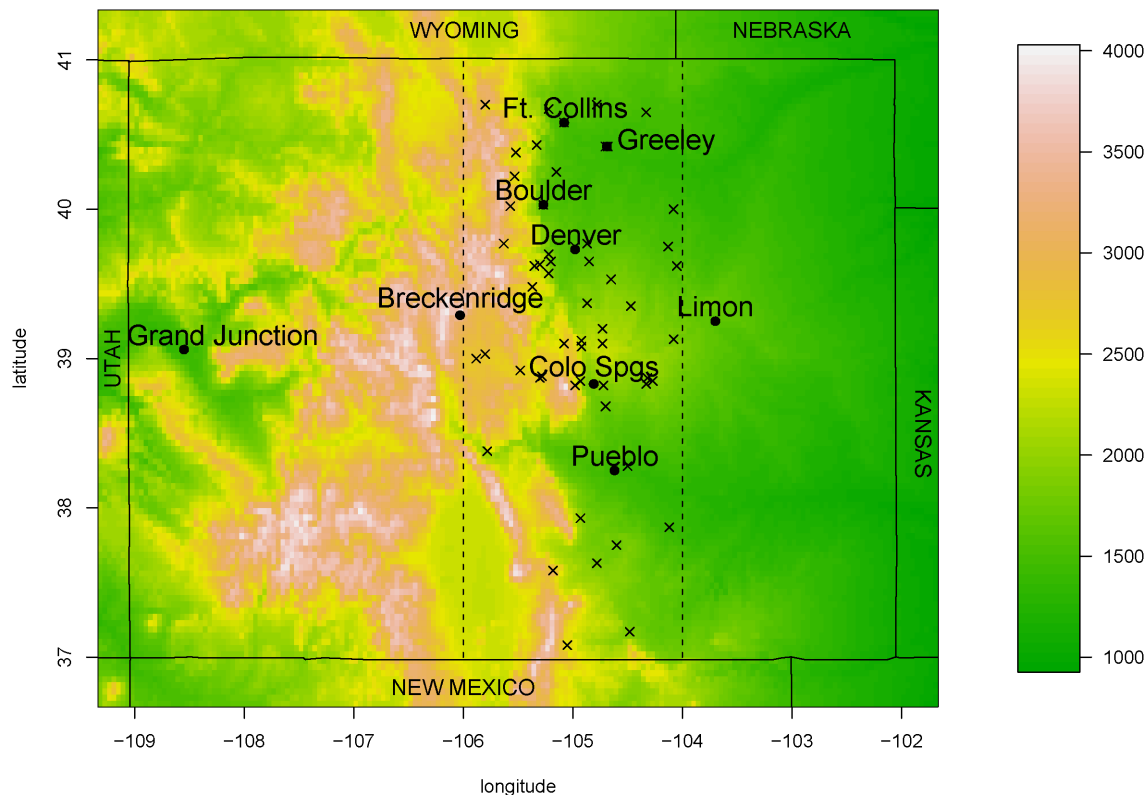 WYOMING
NEBRASKA
41
4000
Ft. Collins
Greeley
3500
Boulder
40
Denver
3000
Breckenridge
Limon
Grand Junction
latitude
UTAH
39
Colo Spgs
2500
KANSAS
Pueblo
2000
38
1500
37
NEW MEXICO
1000
−109 −108 −107 −106 −105 −104 −103 −102
longitude